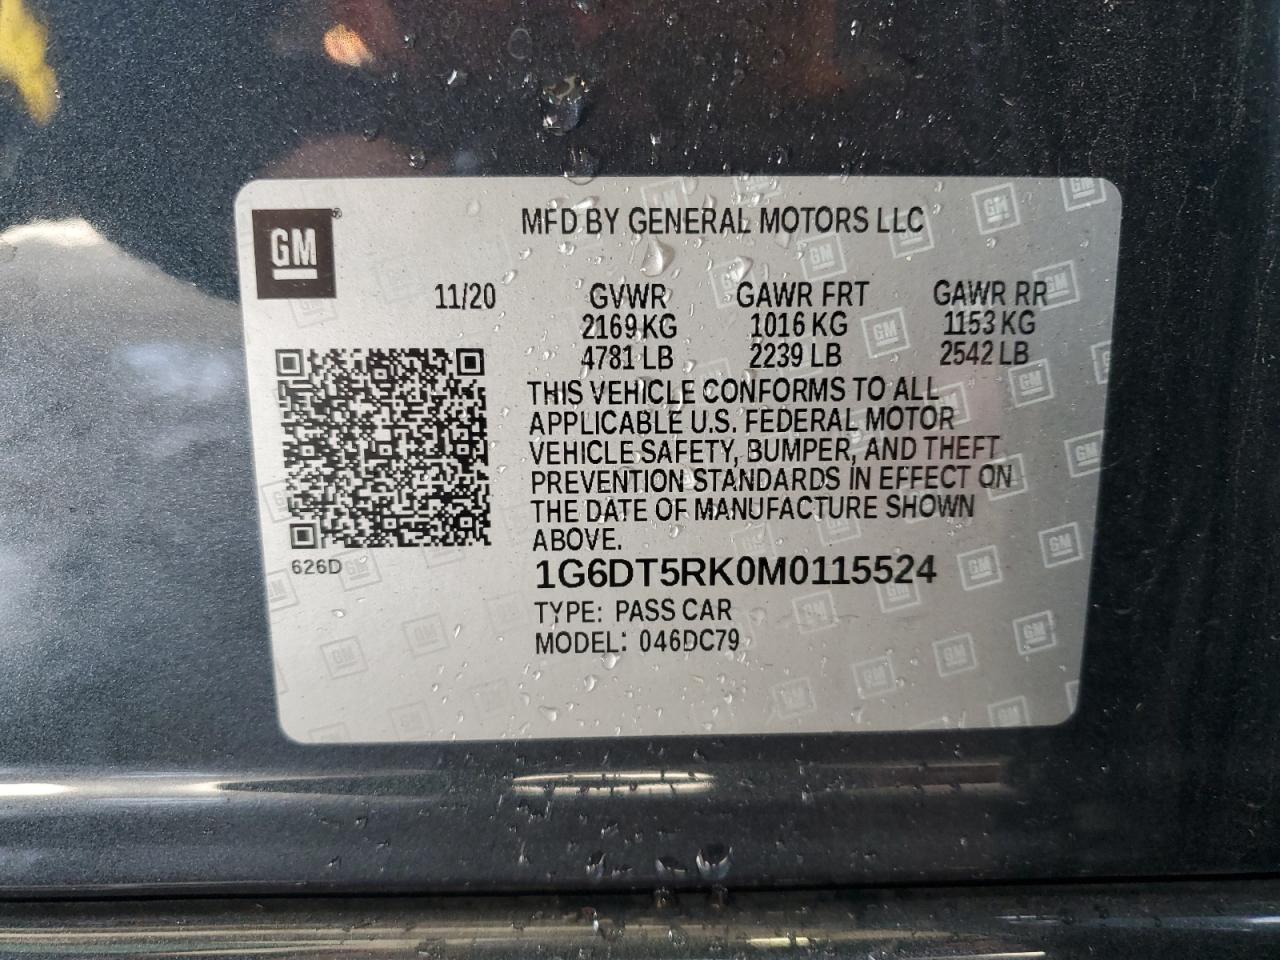 GM®
MFD BY GENERAL MOTORS LLC
11/20
GVWR GAWR FRT GAWR RR
2169 KG 1016 KG 1153 KG
4781 LB 2239 LB 2542 LB
THIS VEHICLE CONFORMS TO ALL
APPLICABLE U.S. FEDERAL MOTOR
VEHICLE SAFETY, BUMPER, AND THEFT
PREVENTION STANDARDS IN EFFECT ON
THE DATE OF MANUFACTURE SHOWN
ABOVE.
626D
1G6DT5RK0M0115524
TYPE: PASS CAR
MODEL: 046DC79